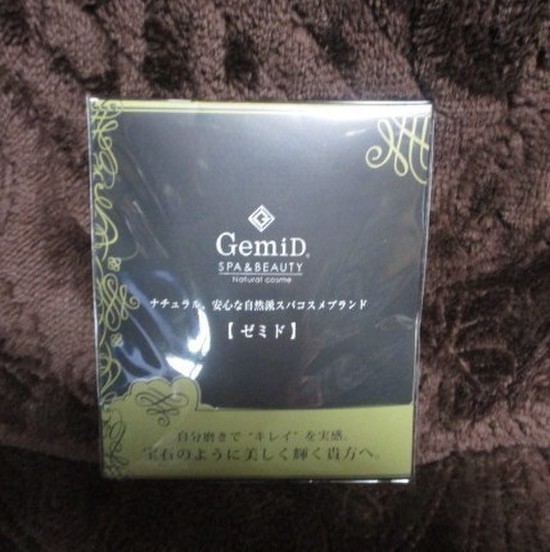 G
GemiD®
SPA&BEAUTY
Natural cosme
ナチュラル、安心な自然派スパコスメブランド
【ゼミド】
自分磨きで“キレイ”を実感。
宝石のように美しく輝く貴方へ。